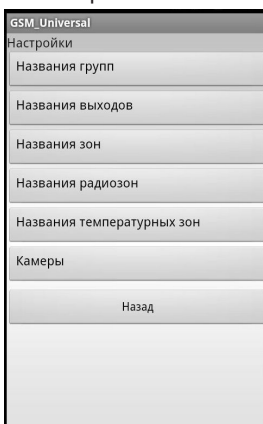 GSM_Universal
Настройки
Названия групп
Названия выходов
Названия зон
Названия радиозон
Названия температурных зон
Камеры
Назад